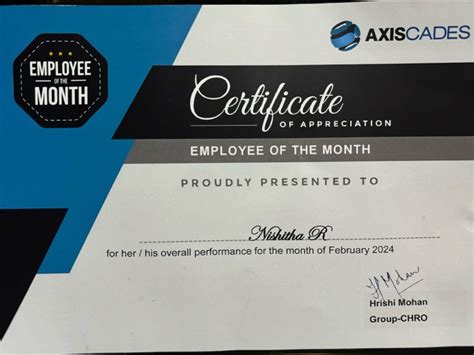 AXISCADES
EMPLOYEE
OF THE
MONTH
Certificate
OF APPRECIATION
EMPLOYEE OF THE MONTH
PROUDLY PRESENTED TO
Nishitha R
for her / his overall performance for the month of February 2024
Hrishi Mohan
Group-CHRO